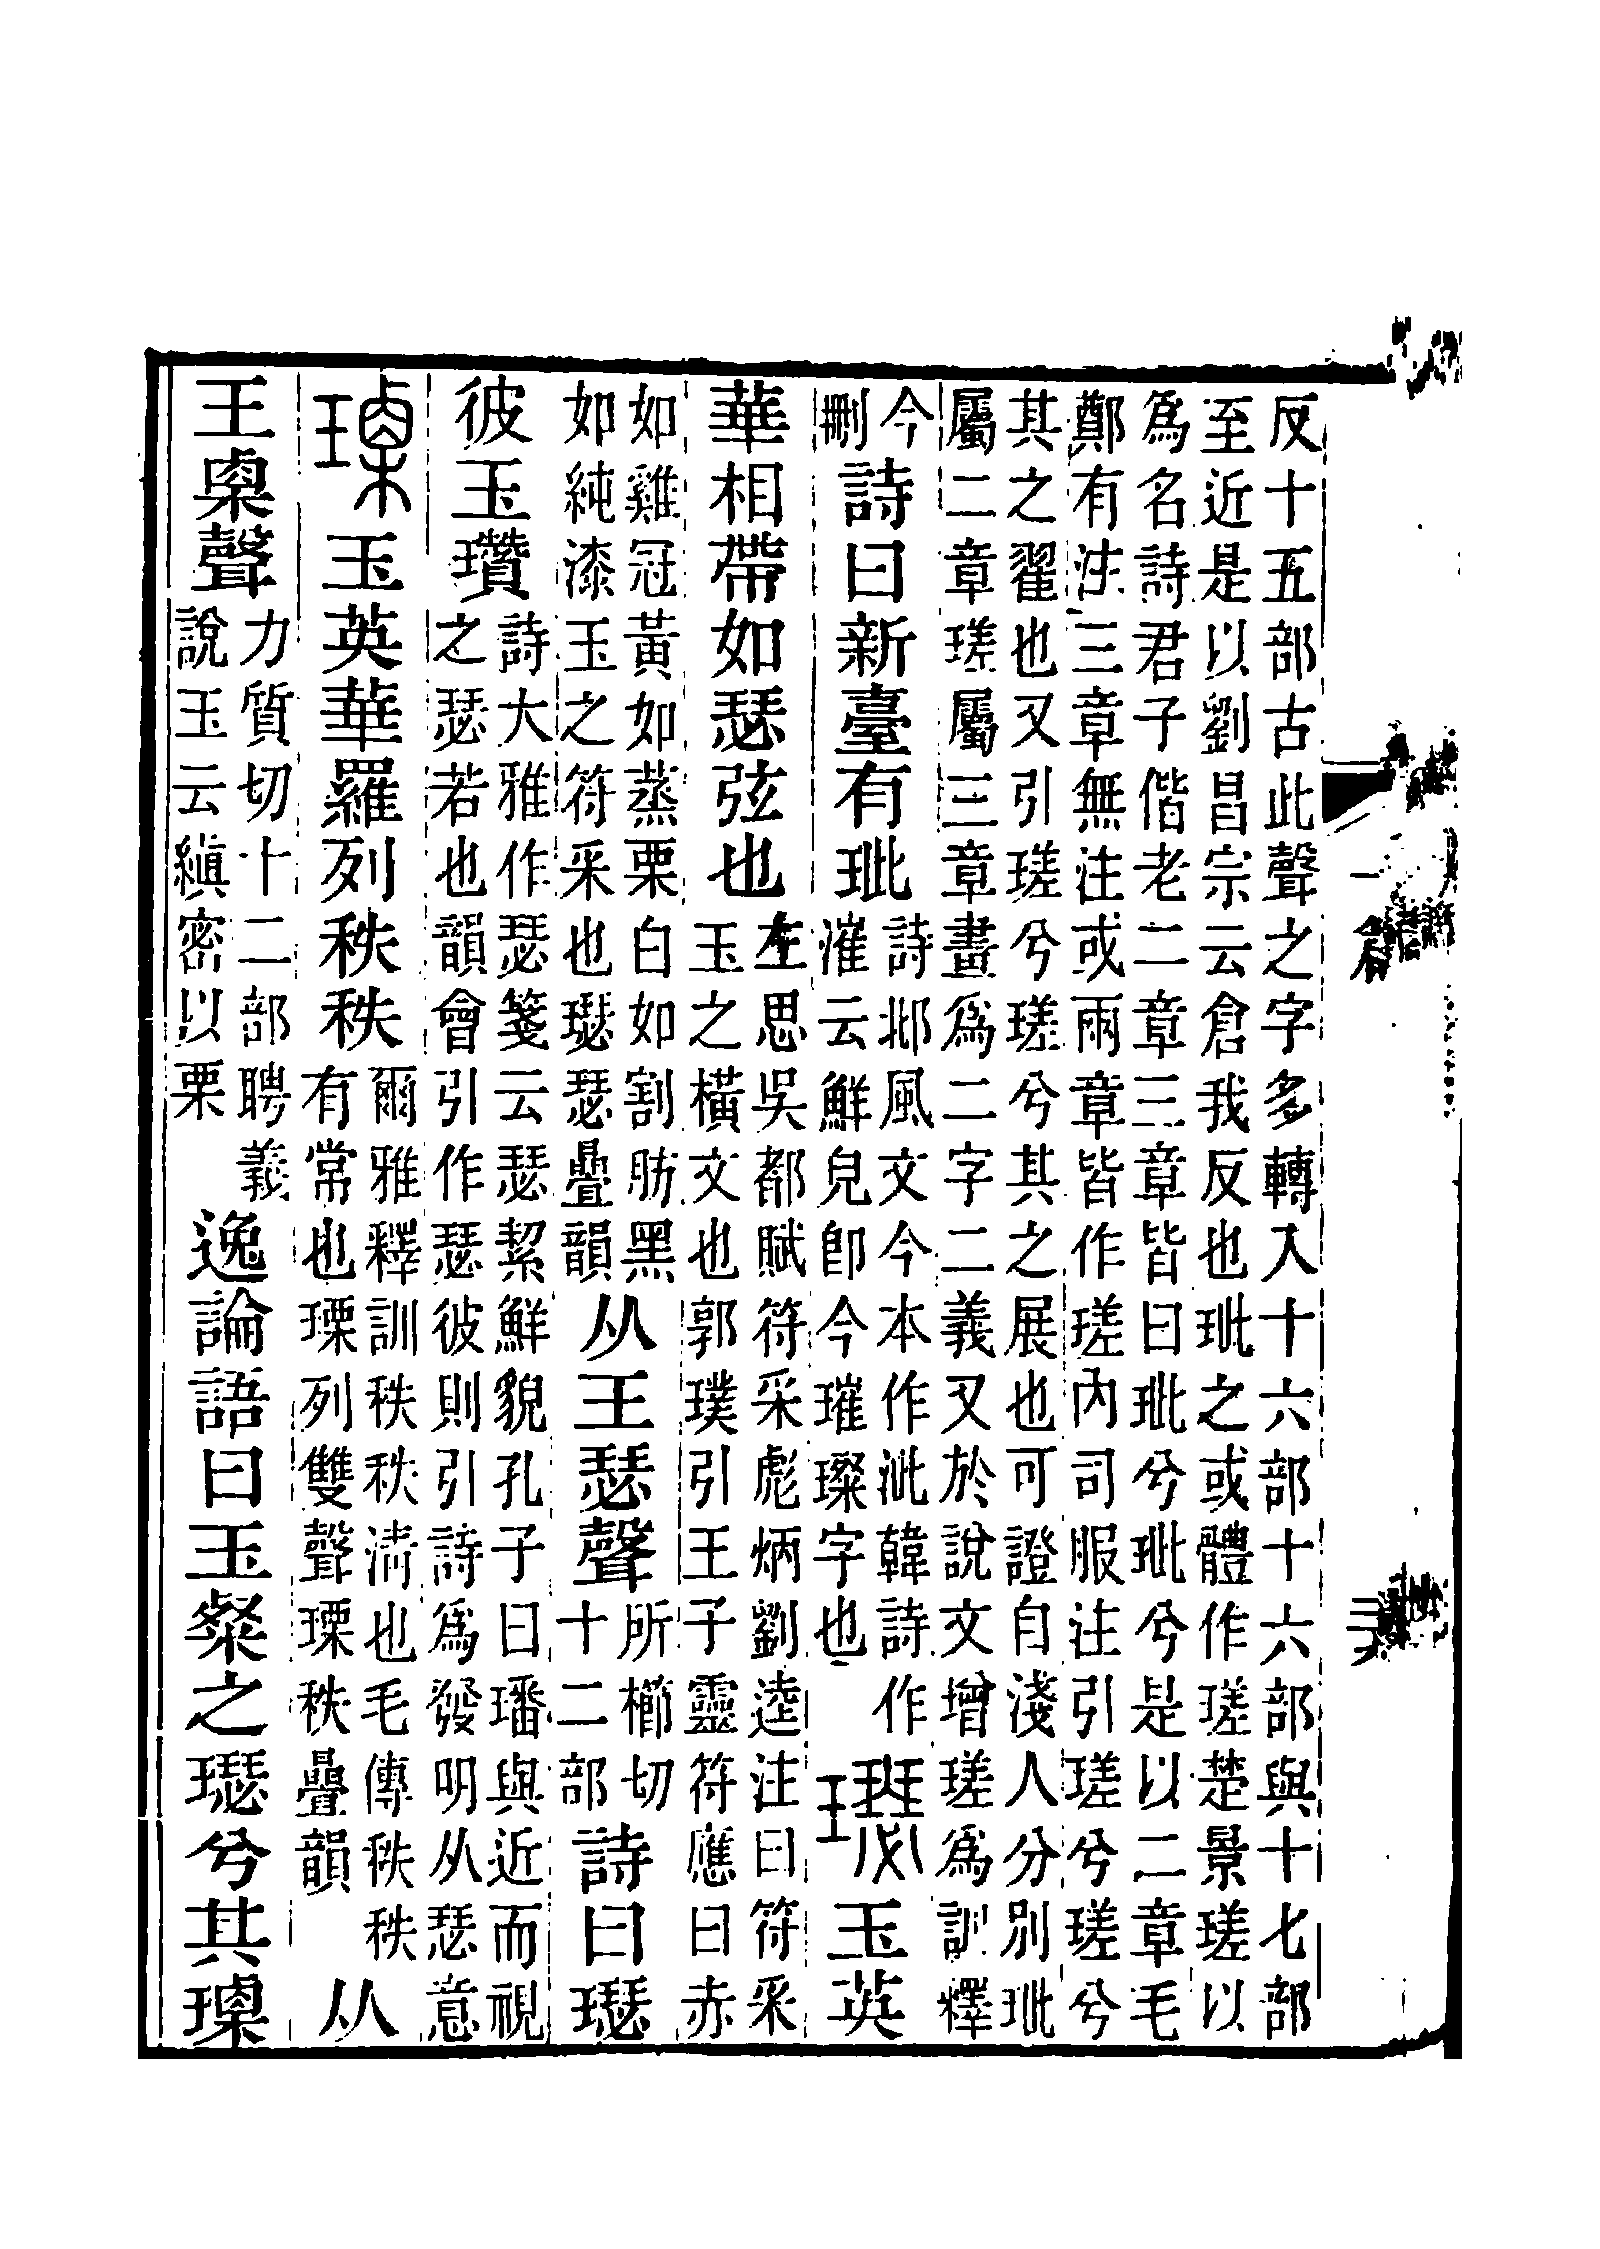 反十五部古此聲之字多轉入十六部十六部與十七部
至近是以劉昌宗云倉我反也玼之或體作瑳楚景瑳瑳以
爲名詩君子偕老二章三章皆曰玼兮玼兮是以二章毛
鄭有注三章無注或兩章皆作瑳內司服注引瑳兮瑳兮
其之翟也又引瑳兮瑳兮其之展也可證自淺人分別玼
屬二章瑳屬三章畫爲二字二義又於說文增瑳爲訓釋
今
刪
詩曰新臺有玼
詩邶風文今本作泚韓詩作
漼云鮮皃卽今璀璨字也
璱玉英
華相帶如瑟弦也
左思吳都賦符采彪炳劉逵注曰符采
玉之橫文也郭璞引王子靈符應曰赤
如雞冠黃如蒸栗白如割肪黑
如純漆玉之符采也璱瑟疊韻
从王瑟聲
所櫛切
十二部
詩曰璱
彼玉瓚
詩大雅作瑟箋云瑟絜鮮貌孔子曰璠與近而視
之瑟若也韻會引作瑟彼則引詩爲發明从瑟意
瑮玉英華羅列秩秩
爾雅釋訓秩秩清也毛傳秩秩
有常也瑮列雙聲瑮秩疊韻
从
王㮚聲
力質切十二部聘義
說玉云縝密以栗
逸論語曰玉粲之璱兮其瑮